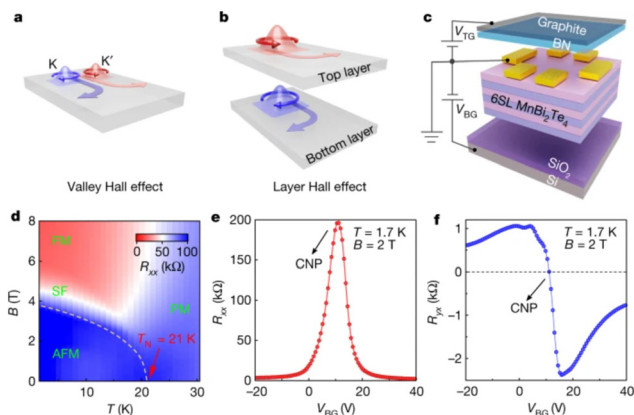 a
K
K′
Valley Hall effect
b
Top layer
Bottom layer
Layer Hall effect
c
Graphite
BN
V_TG
V_BG
6SL MnBi₂Te₄
SiO₂
Si
d
8
6
4
2
0
B (T)
FM
SF
AFM
PM
0 50 100
R_xx (kΩ)
T_N = 21 K
0 10 20 30
T (K)
e
200
150
100
50
0
R_xx (kΩ)
CNP
T = 1.7 K
B = 2 T
−20 0 20 40
V_BG (V)
f
1
0
−1
−2
R_yx (kΩ)
T = 1.7 K
B = 2 T
CNP
−20 0 20 40
V_BG (V)